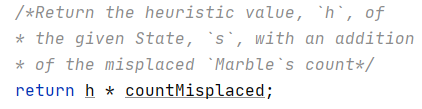 /*Return the heuristic value, `h`, of
* the given State, `s`, with an addition
* of the misplaced `Marble`s count*/
return h * countMisplaced;